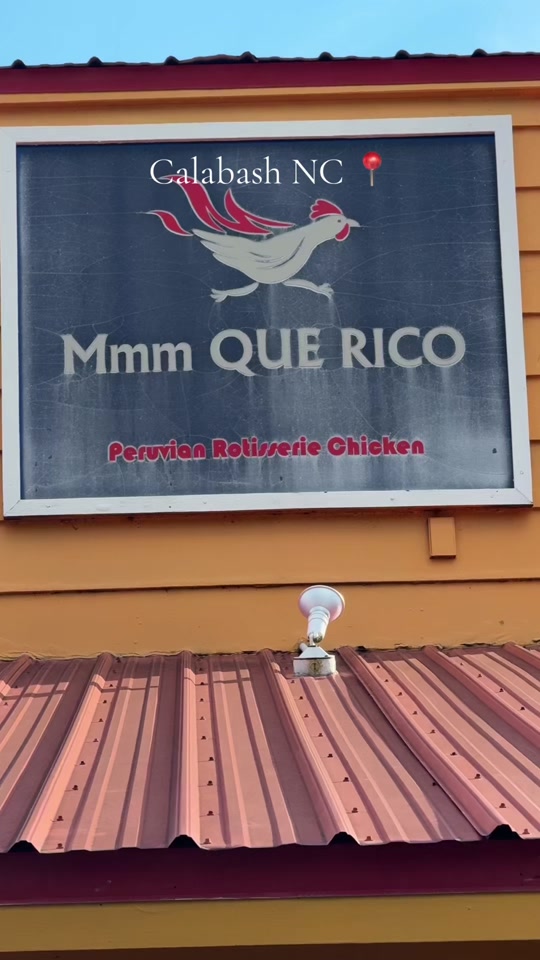 Calabash NC
Mmm QUE RICO
Peruvian Rotisserie Chicken